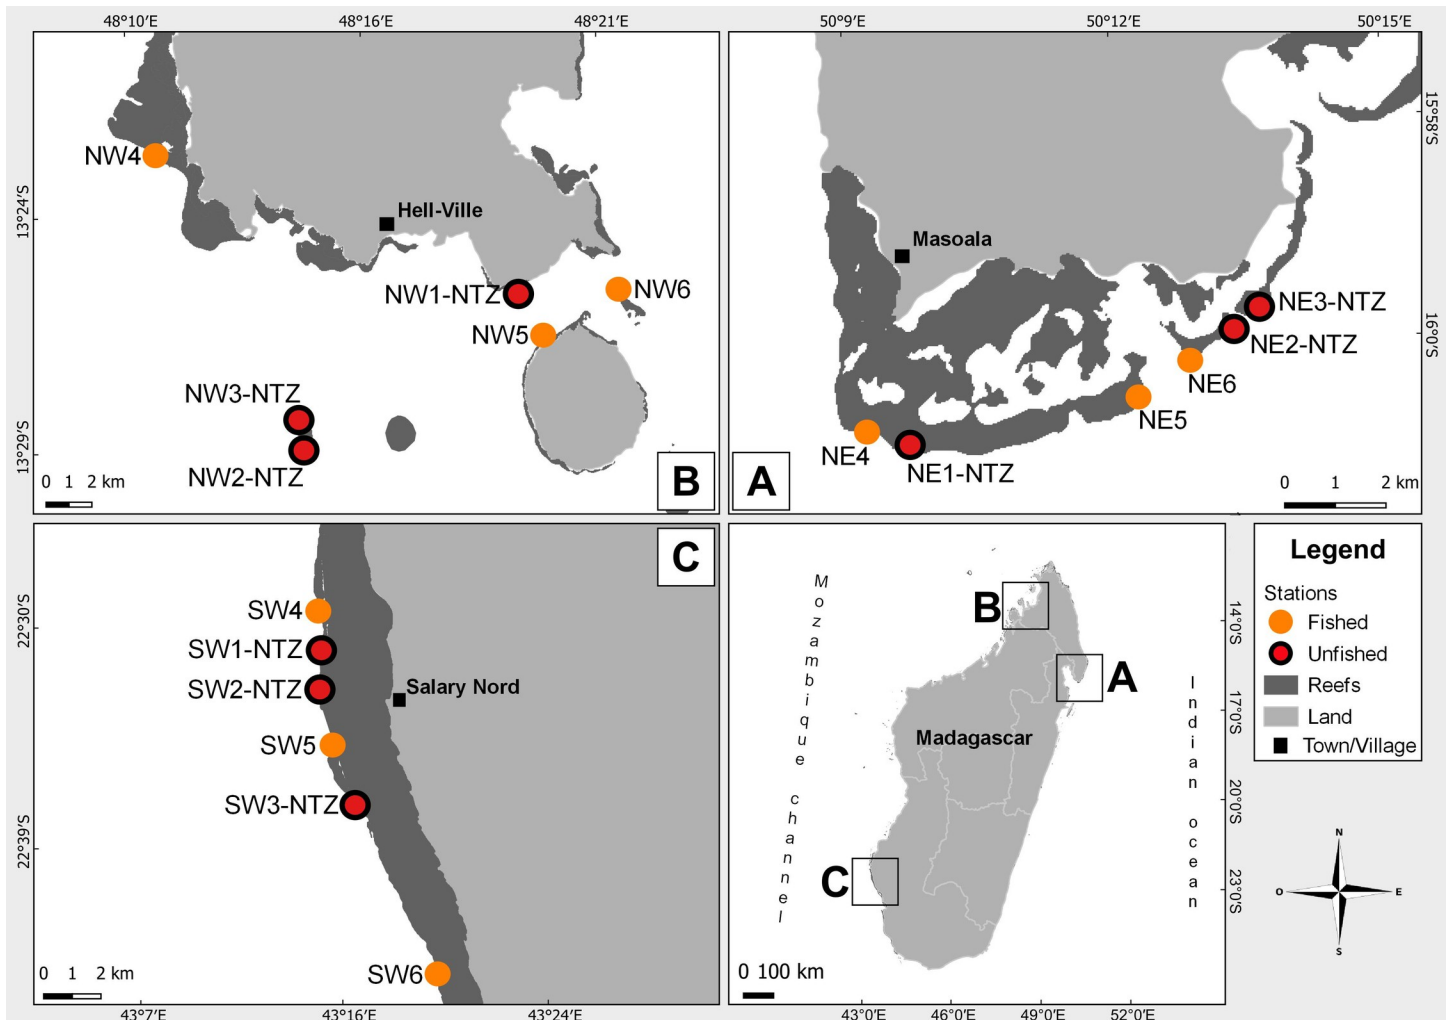 48°10′E
48°16′E
48°21′E
50°9′E
50°12′E
50°15′E
NW4
13°24′S
Hell-Ville
NW1-NTZ
NW6
NW5
NW3-NTZ
NW2-NTZ
13°29′S
0 1 2 km
B
15°58′S
Masoala
NE3-NTZ
16°0′S
NE2-NTZ
NE6
NE5
NE4
NE1-NTZ
A
0 1 2 km
C
SW4
22°30′S
SW1-NTZ
SW2-NTZ
Salary Nord
SW5
SW3-NTZ
22°39′S
SW6
0 1 2 km
43°7′E
43°16′E
43°24′E
Mozambique channel
B
A
C
Madagascar
Indian ocean
14°0′S
17°0′S
20°0′S
23°0′S
0 100 km
43°0′E
46°0′E
49°0′E
52°0′E
Legend
Stations
Fished
Unfished
Reefs
Land
Town/Village
N
O
E
S